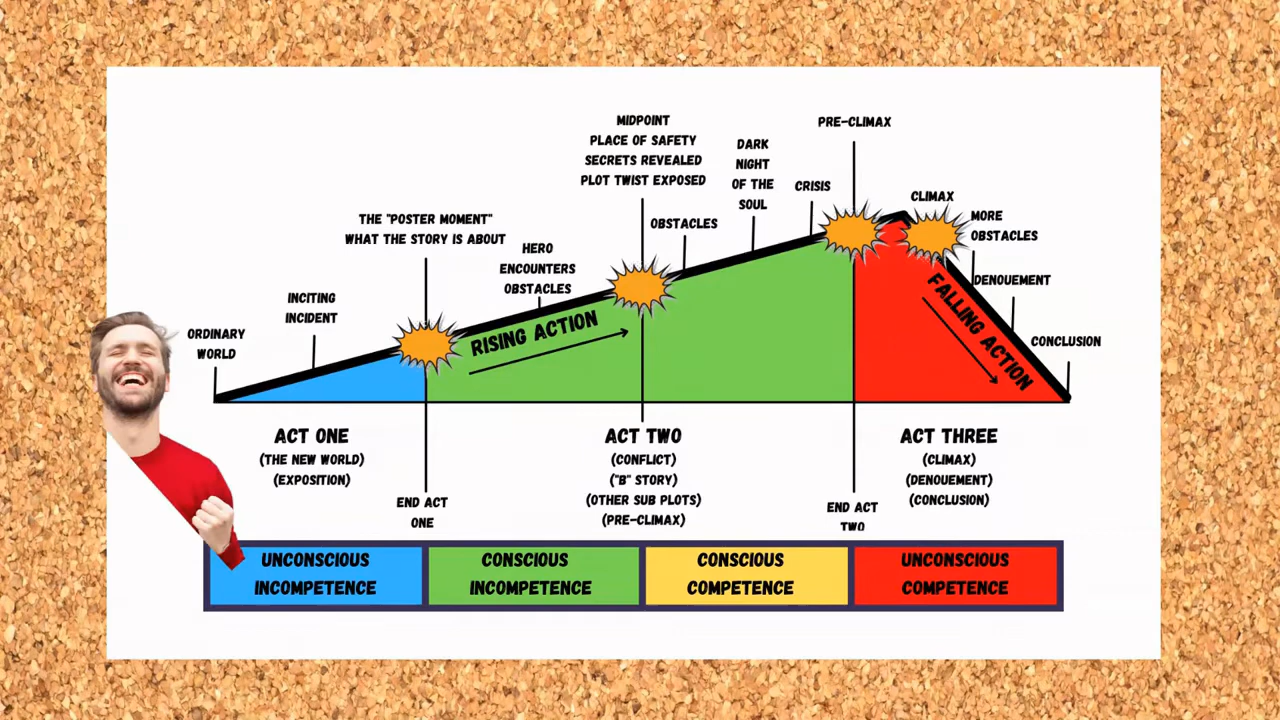 MIDPOINT
PLACE OF SAFETY
SECRETS REVEALED
PLOT TWIST EXPOSED
PRE-CLIMAX
DARK
NIGHT
OF THE
SOUL
CRISIS
CLIMAX
MORE
OBSTACLES
OBSTACLES
THE "POSTER MOMENT"
WHAT THE STORY IS ABOUT
HERO
ENCOUNTERS
OBSTACLES
INCITING
INCIDENT
ORDINARY
WORLD
RISING ACTION
FALLING ACTION
DENOUEMENT
CONCLUSION
ACT ONE
(THE NEW WORLD)
(EXPOSITION)
END ACT
ONE
ACT TWO
(CONFLICT)
("B" STORY)
(OTHER SUB PLOTS)
(PRE-CLIMAX)
END ACT
TWO
ACT THREE
(CLIMAX)
(DENOUEMENT)
(CONCLUSION)
UNCONSCIOUS
INCOMPETENCE
CONSCIOUS
INCOMPETENCE
CONSCIOUS
COMPETENCE
UNCONSCIOUS
COMPETENCE